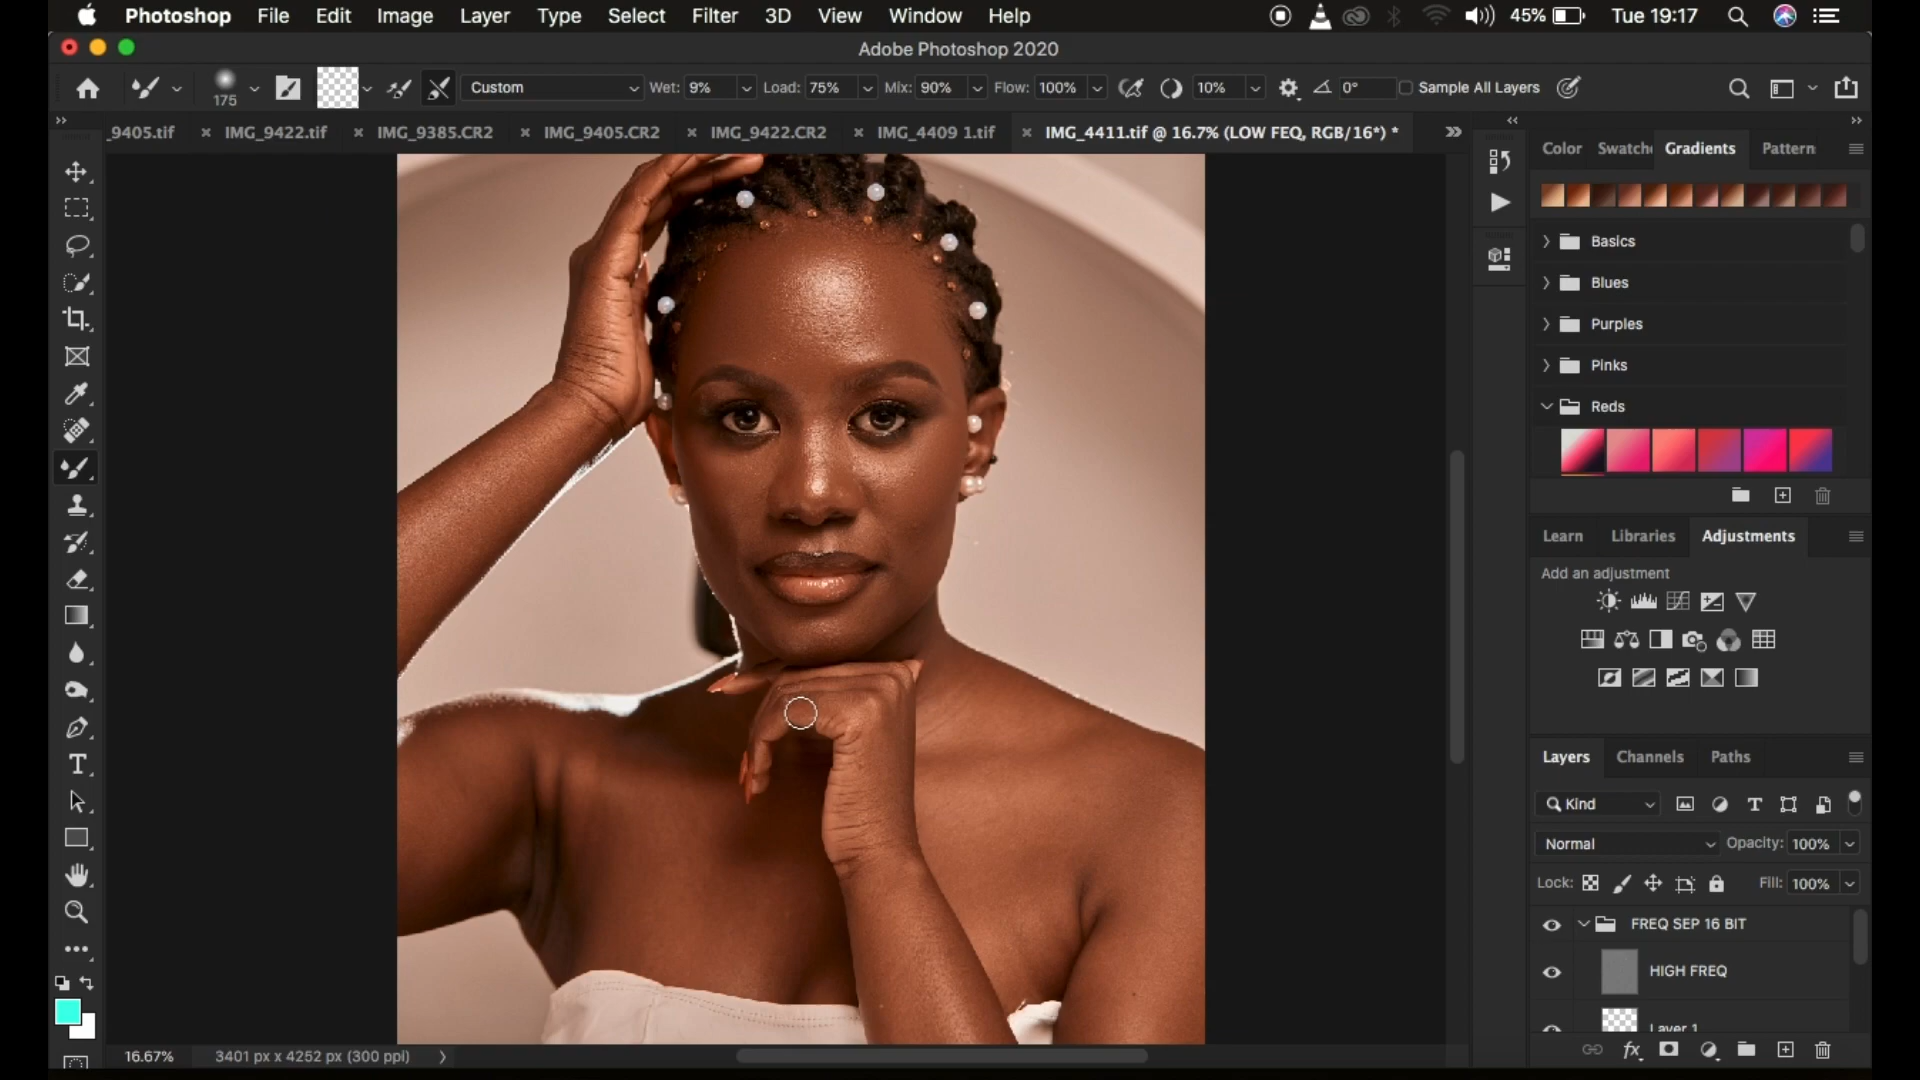 Photoshop File Edit Image Layer Type Select Filter 3D View Window Help 45% Tue 19:17
Adobe Photoshop 2020
175 Custom Wet: 9% Load: 75% Mix: 90% Flow: 100% 10% 0° Sample All Layers
_9405.tif IMG_9422.tif IMG_9385.CR2 IMG_9405.CR2 IMG_9422.CR2 IMG_4409 1.tif IMG_4411.tif @ 16.7% (LOW FEQ, RGB/16*) *
Color Swatche Gradients Pattern
Basics
Blues
Purples
Pinks
Reds
Learn Libraries Adjustments
Add an adjustment
Layers Channels Paths
Kind
Normal Opacity: 100%
Lock: Fill: 100%
FREQ SEP 16 BIT
HIGH FREQ
Layer 1
16.67% 3401 px x 4252 px (300 ppi)